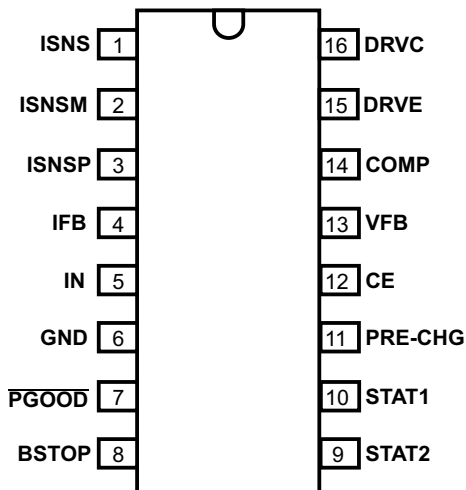 ISNS 1 16 DRVC
ISNSM 2 15 DRVE
ISNSP 3 14 COMP
IFB 4 13 VFB
IN 5 12 CE
GND 6 11 PRE-CHG
P̅G̅O̅O̅D̅ 7 10 STAT1
BSTOP 8 9 STAT2